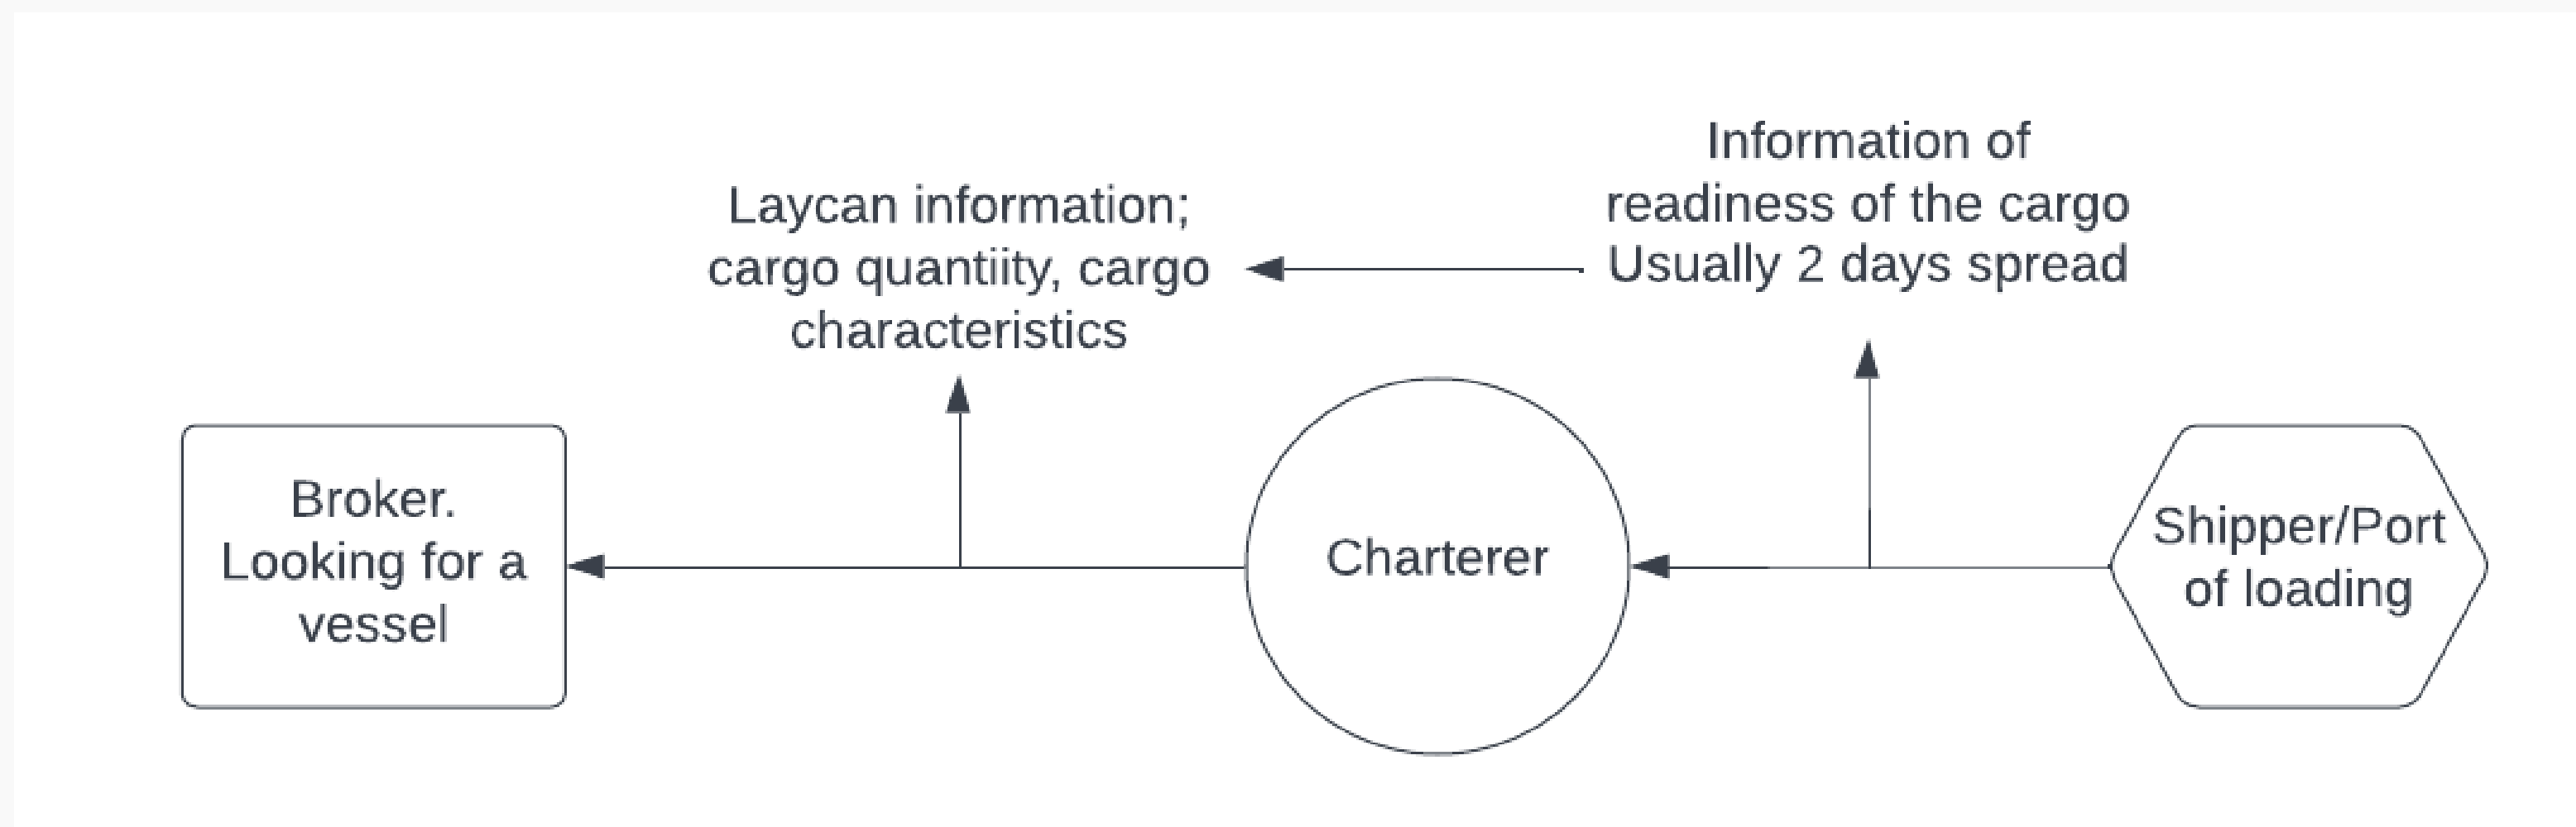 Information of
readiness of the cargo
Usually 2 days spread
Laycan information;
cargo quantiity, cargo
characteristics
Broker.
Looking for a
vessel
Charterer
Shipper/Port
of loading